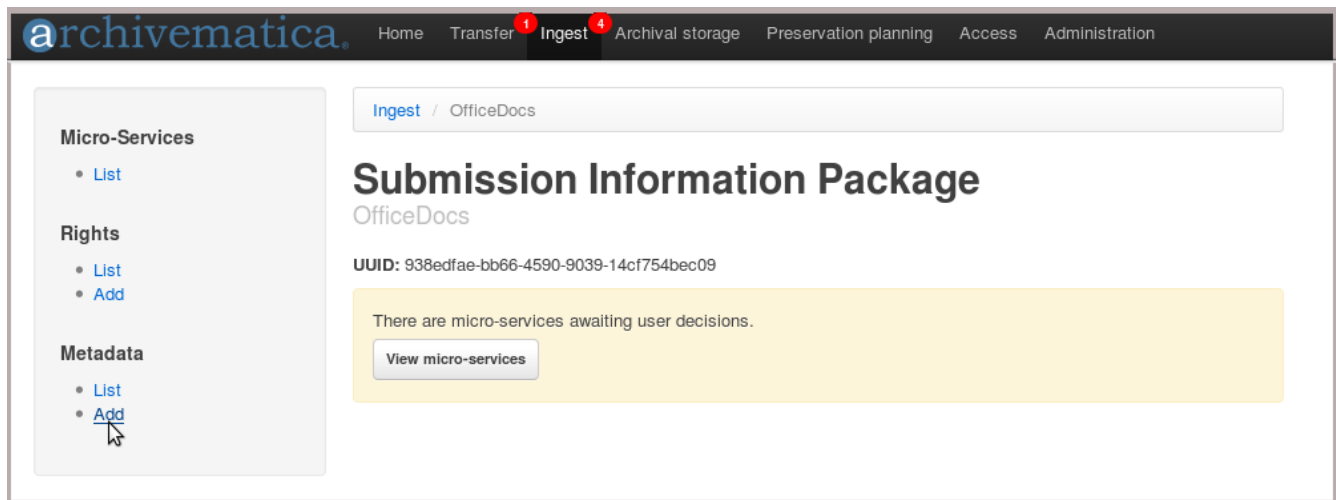 archivematica® Home Transfer 1 Ingest 4 Archival storage Preservation planning Access Administration
Ingest / OfficeDocs
Micro-Services
• List
Rights
• List
• Add
Metadata
• List
• Add
Submission Information Package
OfficeDocs
UUID: 938edfae-bb66-4590-9039-14cf754bec09
There are micro-services awaiting user decisions.
View micro-services